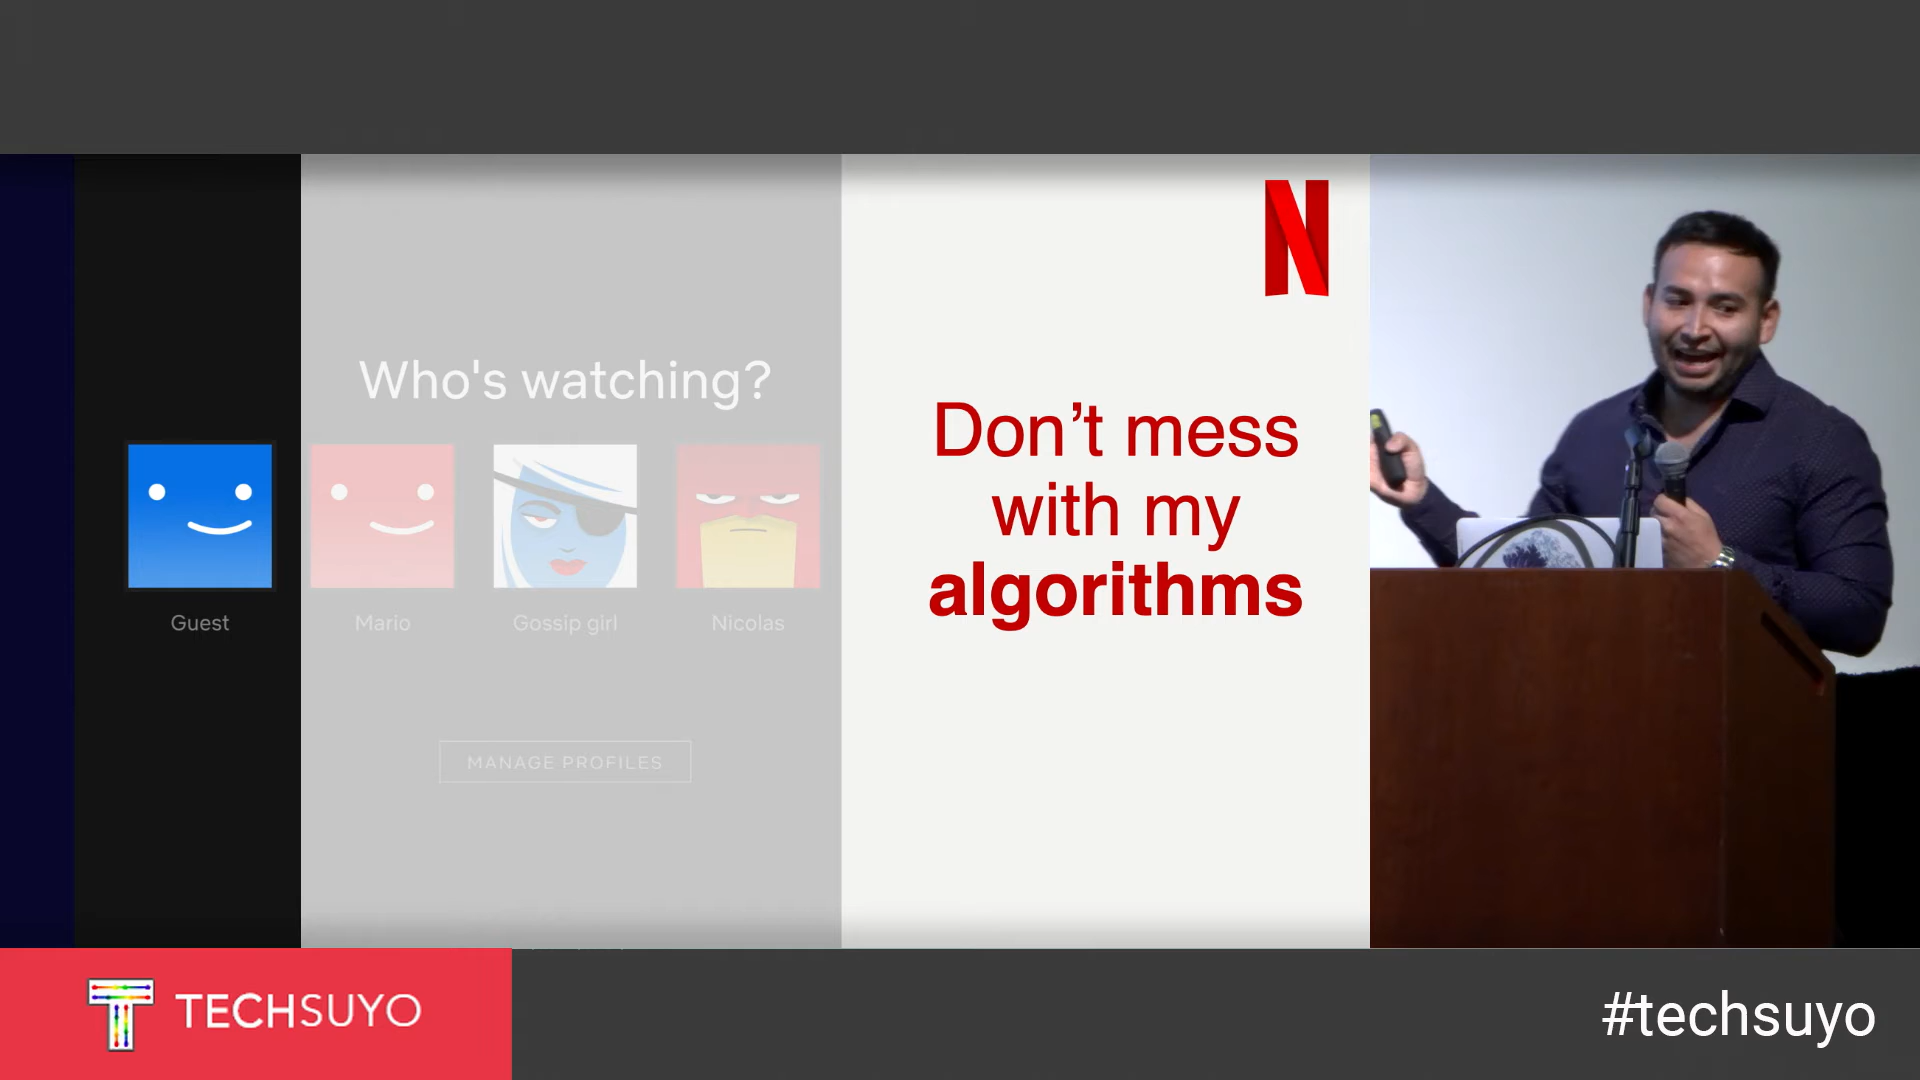 Who's watching?
Guest
Mario
Gossip girl
Nicolas
MANAGE PROFILES
N
Don’t mess
with my
algorithms
TECHSUYO
#techsuyo